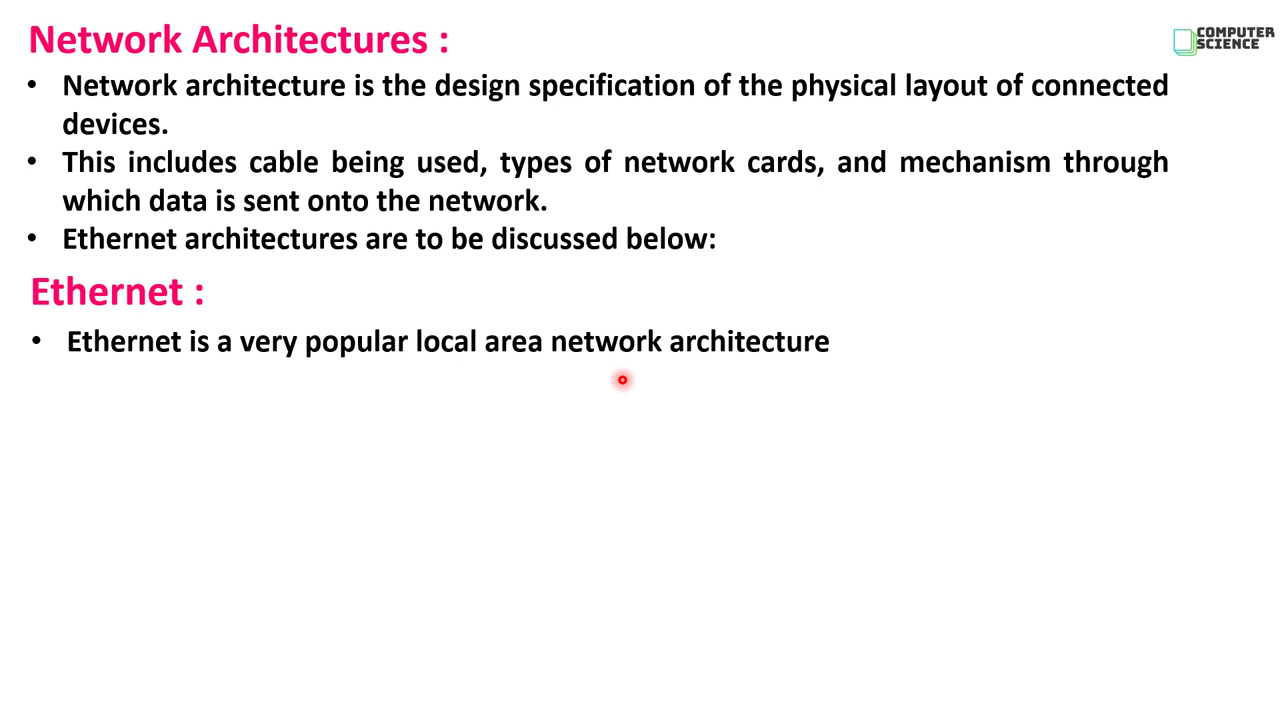 Network Architectures :
COMPUTER
SCIENCE
• Network architecture is the design specification of the physical layout of connected
devices.
• This includes cable being used, types of network cards, and mechanism through
which data is sent onto the network.
• Ethernet architectures are to be discussed below:
Ethernet :
• Ethernet is a very popular local area network architecture